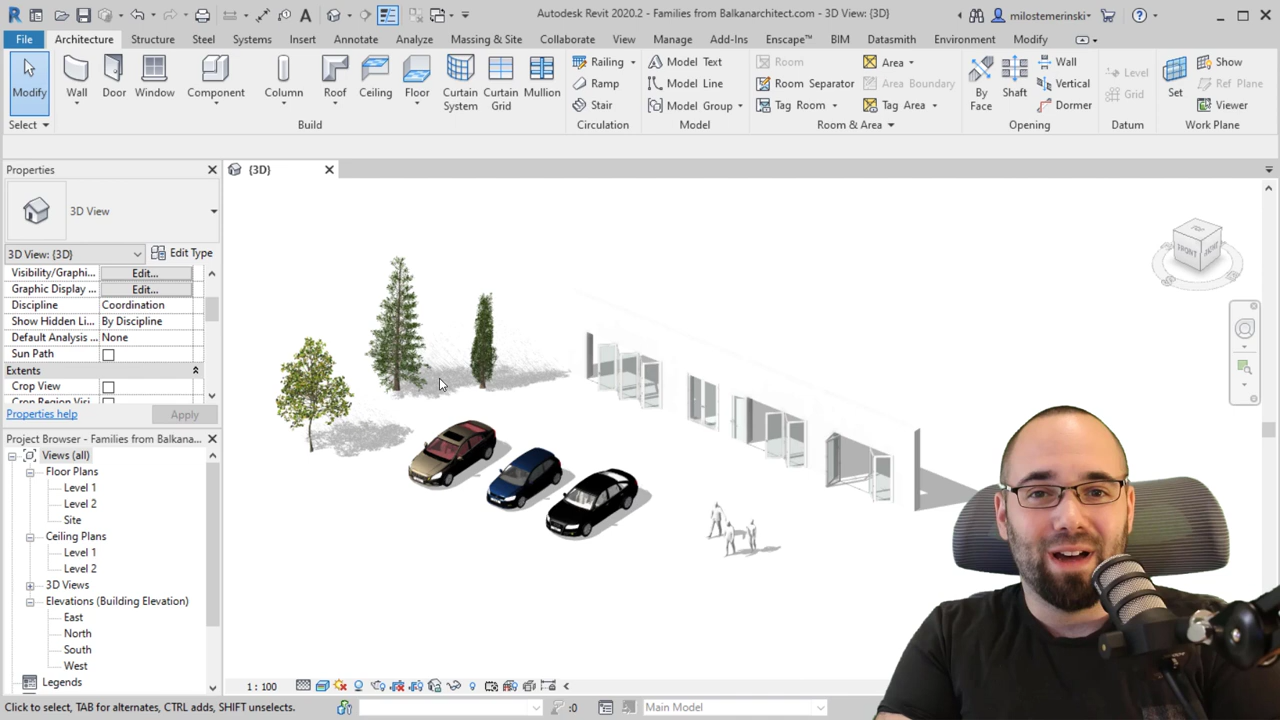 Autodesk Revit 2020.2 - Families from Balkanarchitect.com - 3D View: {3D}
milostemerinski
File Architecture Structure Steel Systems Insert Annotate Analyze Massing & Site Collaborate View Manage Add-Ins Enscape™ BIM Datasmith Environment Modify
Modify Wall Door Window Component Column Roof Ceiling Floor Curtain System Curtain Grid Mullion
Railing
Ramp
Stair
Model Text
Model Line
Model Group
Room
Room Separator
Tag Room
Area
Area Boundary
Tag Area
By Face
Shaft
Wall
Vertical
Dormer
Level
Grid
Set
Show
Ref Plane
Viewer
Select Build Circulation Model Room & Area Opening Datum Work Plane
Properties
{3D}
3D View
3D View: {3D} Edit Type
Visibility/Graphi... Edit...
Graphic Display ... Edit...
Discipline Coordination
Show Hidden Li... By Discipline
Default Analysis ... None
Sun Path
Extents
Crop View
Crop Region Visi
Properties help Apply
Project Browser - Families from Balkana...
Views (all)
Floor Plans
Level 1
Level 2
Site
Ceiling Plans
Level 1
Level 2
3D Views
Elevations (Building Elevation)
East
North
South
West
Legends
TOP
FRONT
1 : 100
Click to select, TAB for alternates, CTRL adds, SHIFT unselects.
:0
Main Model